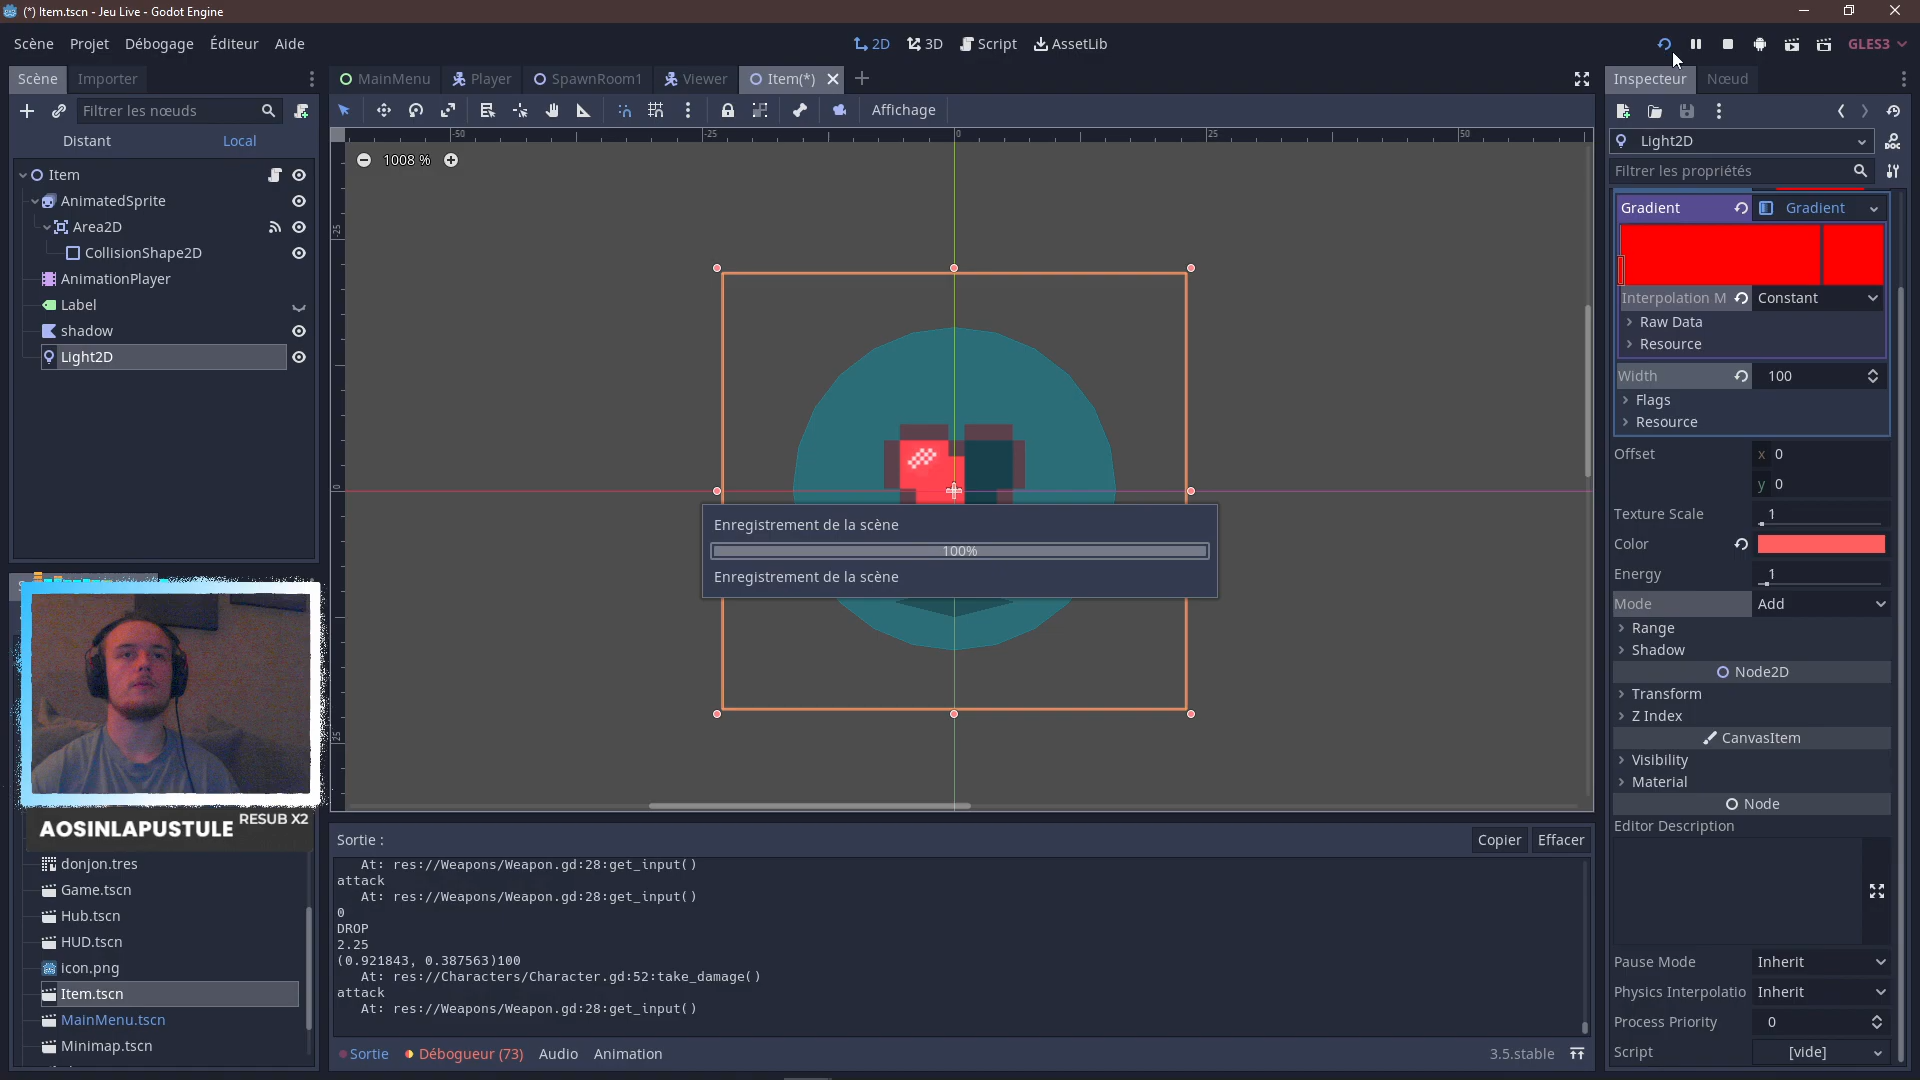 (*) Item.tscn - Jeu Live - Godot Engine
Scène Projet Débogage Éditeur Aide
2D 3D Script AssetLib
GLES3
Scène Importer
MainMenu Player SpawnRoom1 Viewer Item(*)
Inspecteur Nœud
Filtrer les nœuds
Affichage
Distant Local
Light2D
Filtrer les propriétés
Item
AnimatedSprite
Area2D
CollisionShape2D
AnimationPlayer
Label
shadow
Light2D
-50 -25 0 25 50
1008 %
-25
0
25
Enregistrement de la scène
100%
Enregistrement de la scène
Gradient Gradient
Interpolation M Constant
Raw Data
Resource
Width 100
Flags
Resource
Offset x 0
y 0
Texture Scale 1
Color
Energy 1
Mode Add
Range
Shadow
Node2D
Transform
Z Index
CanvasItem
Visibility
Material
Node
Editor Description
Pause Mode Inherit
Physics Interpolatio Inherit
Process Priority 0
Script [vide]
AOSINLAPUSTULE RESUB X2
donjon.tres
Game.tscn
Hub.tscn
HUD.tscn
icon.png
Item.tscn
MainMenu.tscn
Minimap.tscn
Sortie :
Copier Effacer
At: res://Weapons/Weapon.gd:28:get_input()
attack
At: res://Weapons/Weapon.gd:28:get_input()
0
DROP
2.25
(0.921843, 0.387563)100
At: res://Characters/Character.gd:52:take_damage()
attack
At: res://Weapons/Weapon.gd:28:get_input()
Sortie Débogueur (73) Audio Animation
3.5.stable